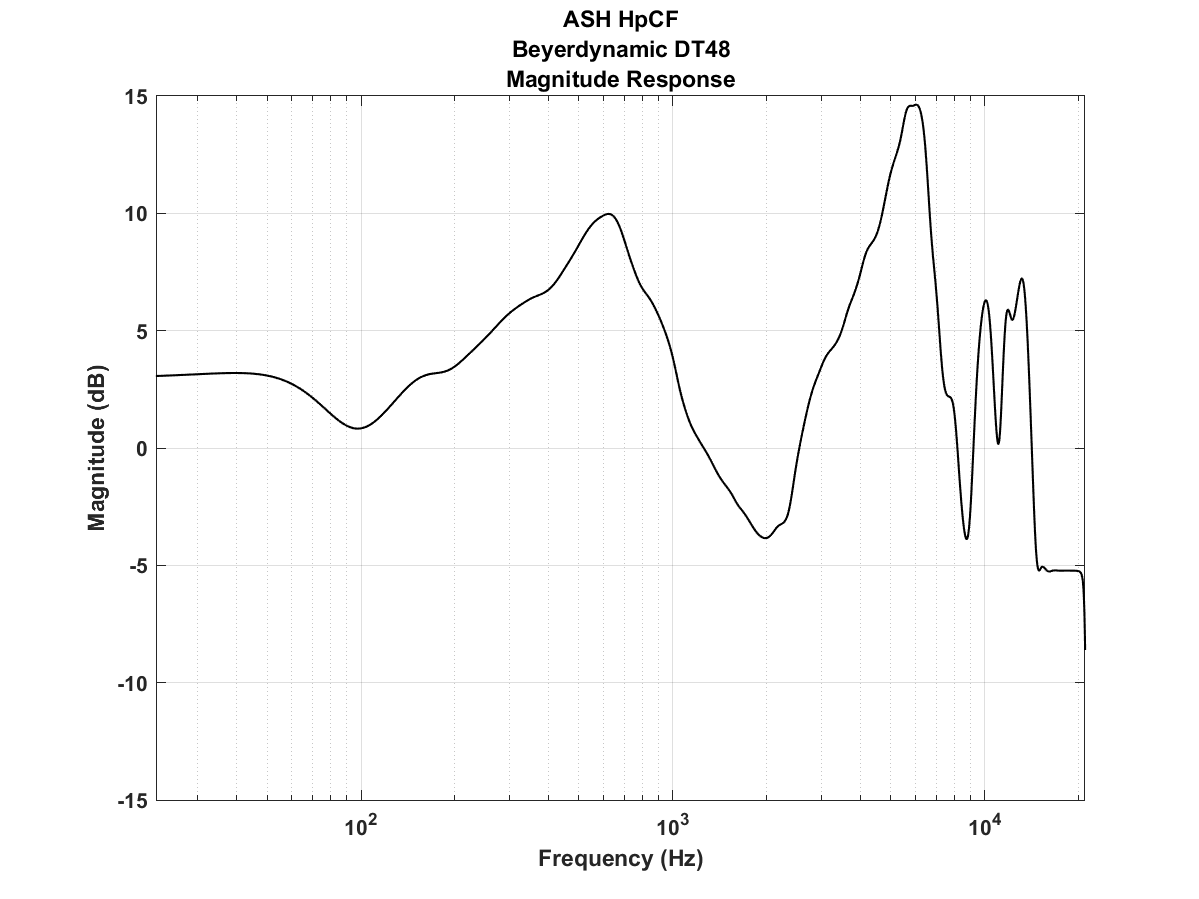 ASH HpCF
Beyerdynamic DT48
Magnitude Response
15
10
5
0
-5
-10
-15
Magnitude (dB)
10²
10³
10⁴
Frequency (Hz)